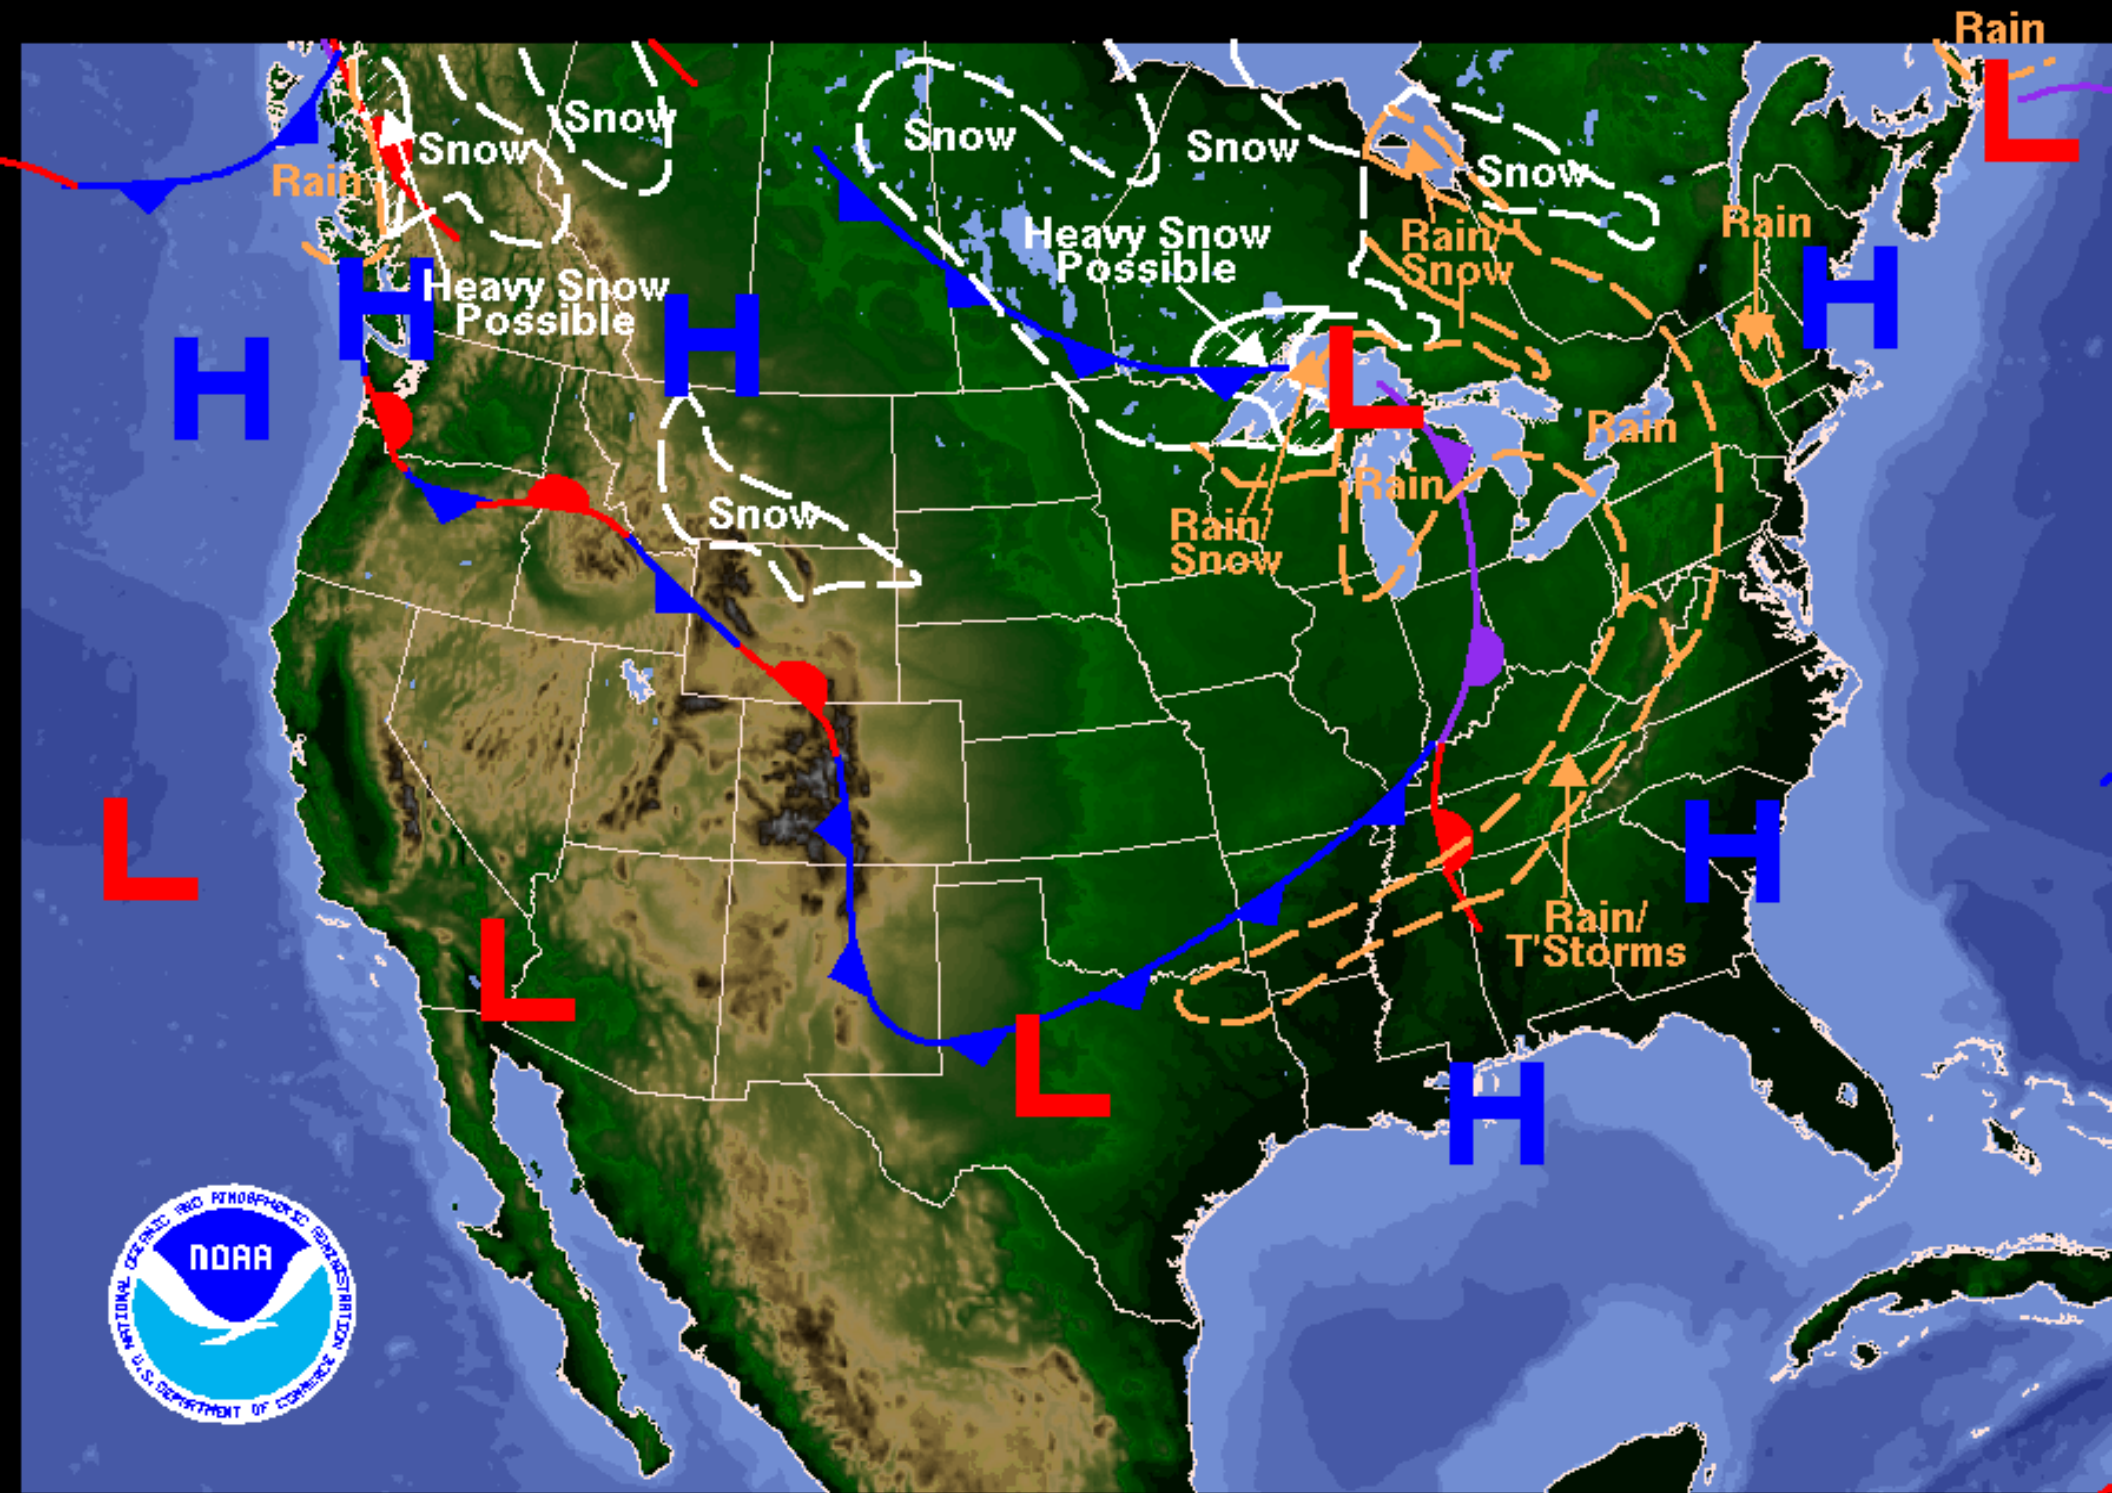 Rain
Snow
Snow
Snow
Snow
Snow
Rain
Rain
Heavy Snow
Possible
Rain/
Snow
Heavy Snow
Possible
H
H
H
H
L
L
Rain
Rain
Snow
Rain/
Snow
L
H
Rain/
T'Storms
L
L
H
NATIONAL OCEANIC AND ATMOSPHERIC ADMINISTRATION
NOAA
U.S. DEPARTMENT OF COMMERCE